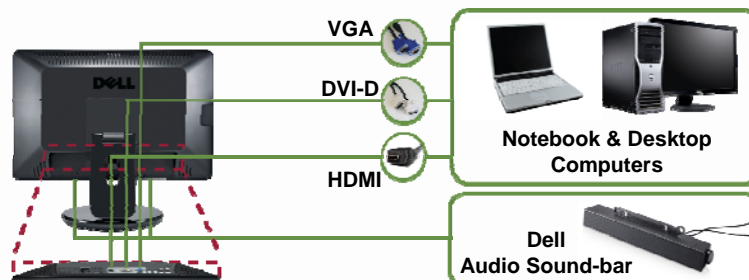 VGA
DELL
DVI-D
HDMI
Notebook & Desktop
Computers
Dell
Audio Sound-bar